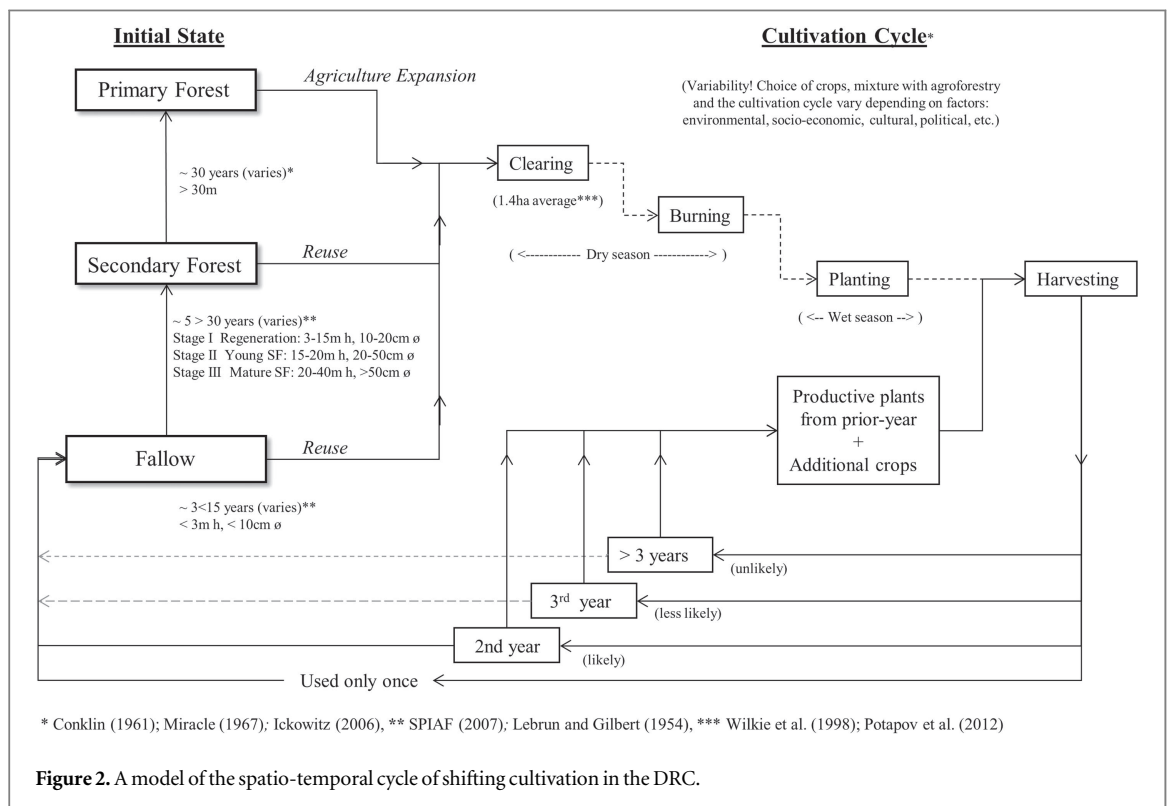 Initial State
Cultivation Cycle*
Primary Forest
Agriculture Expansion
(Variability! Choice of crops, mixture with agroforestry
and the cultivation cycle vary depending on factors:
environmental, socio-economic, cultural, political, etc.)
~ 30 years (varies)*
> 30m
Clearing
(1.4ha average***)
Burning
Secondary Forest
Reuse
( <------------ Dry season -----------> )
Planting
Harvesting
( <-- Wet season --> )
~ 5 > 30 years (varies)**
Stage I Regeneration: 3-15m h, 10-20cm ø
Stage II Young SF: 15-20m h, 20-50cm ø
Stage III Mature SF: 20-40m h, >50cm ø
Productive plants
from prior-year
+
Additional crops
Fallow
Reuse
~ 3<15 years (varies)**
< 3m h, < 10cm ø
> 3 years
(unlikely)
3rd year
(less likely)
2nd year
(likely)
Used only once
* Conklin (1961); Miracle (1967); Ickowitz (2006), ** SPIAF (2007); Lebrun and Gilbert (1954), *** Wilkie et al. (1998); Potapov et al. (2012)
Figure 2. A model of the spatio-temporal cycle of shifting cultivation in the DRC.